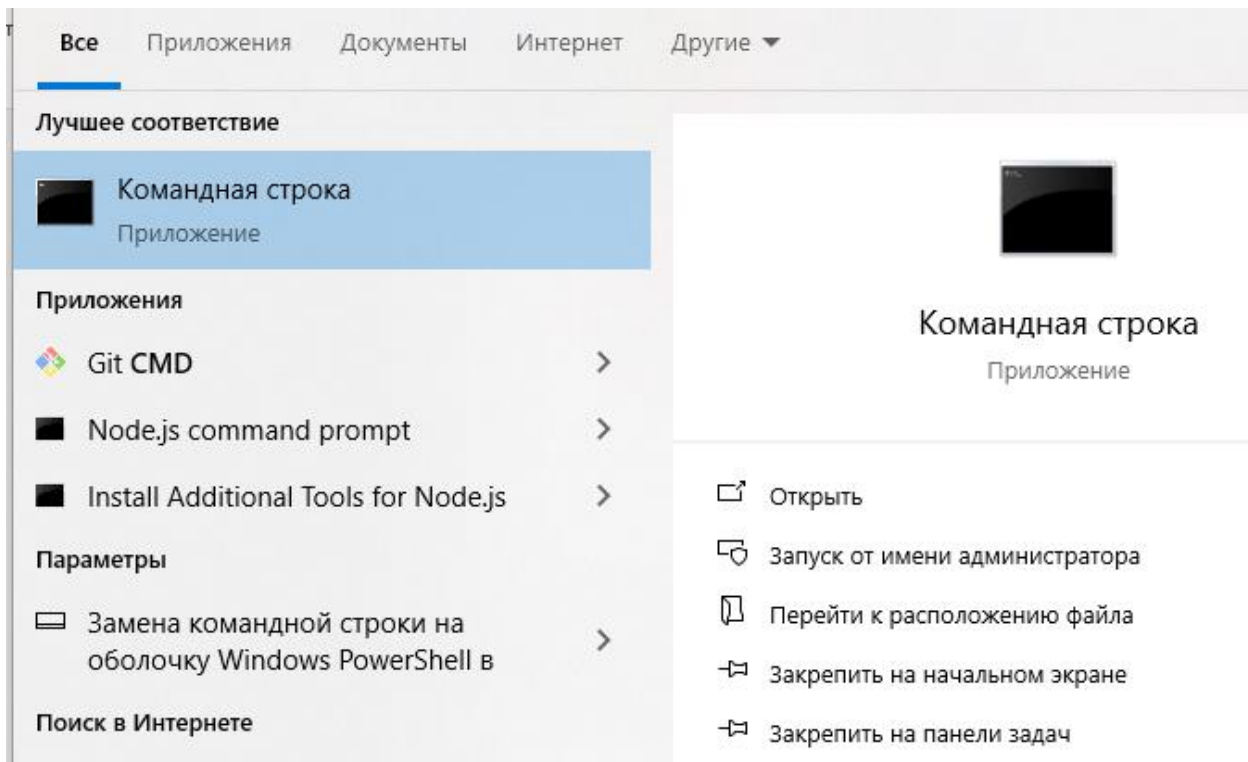 Все Приложения Документы Интернет Другие
Лучшее соответствие
Командная строка
Приложение
Приложения
Git CMD
Node.js command prompt
Install Additional Tools for Node.js
Параметры
Замена командной строки на
оболочку Windows PowerShell в
Поиск в Интернете
Командная строка
Приложение
Открыть
Запуск от имени администратора
Перейти к расположению файла
Закрепить на начальном экране
Закрепить на панели задач